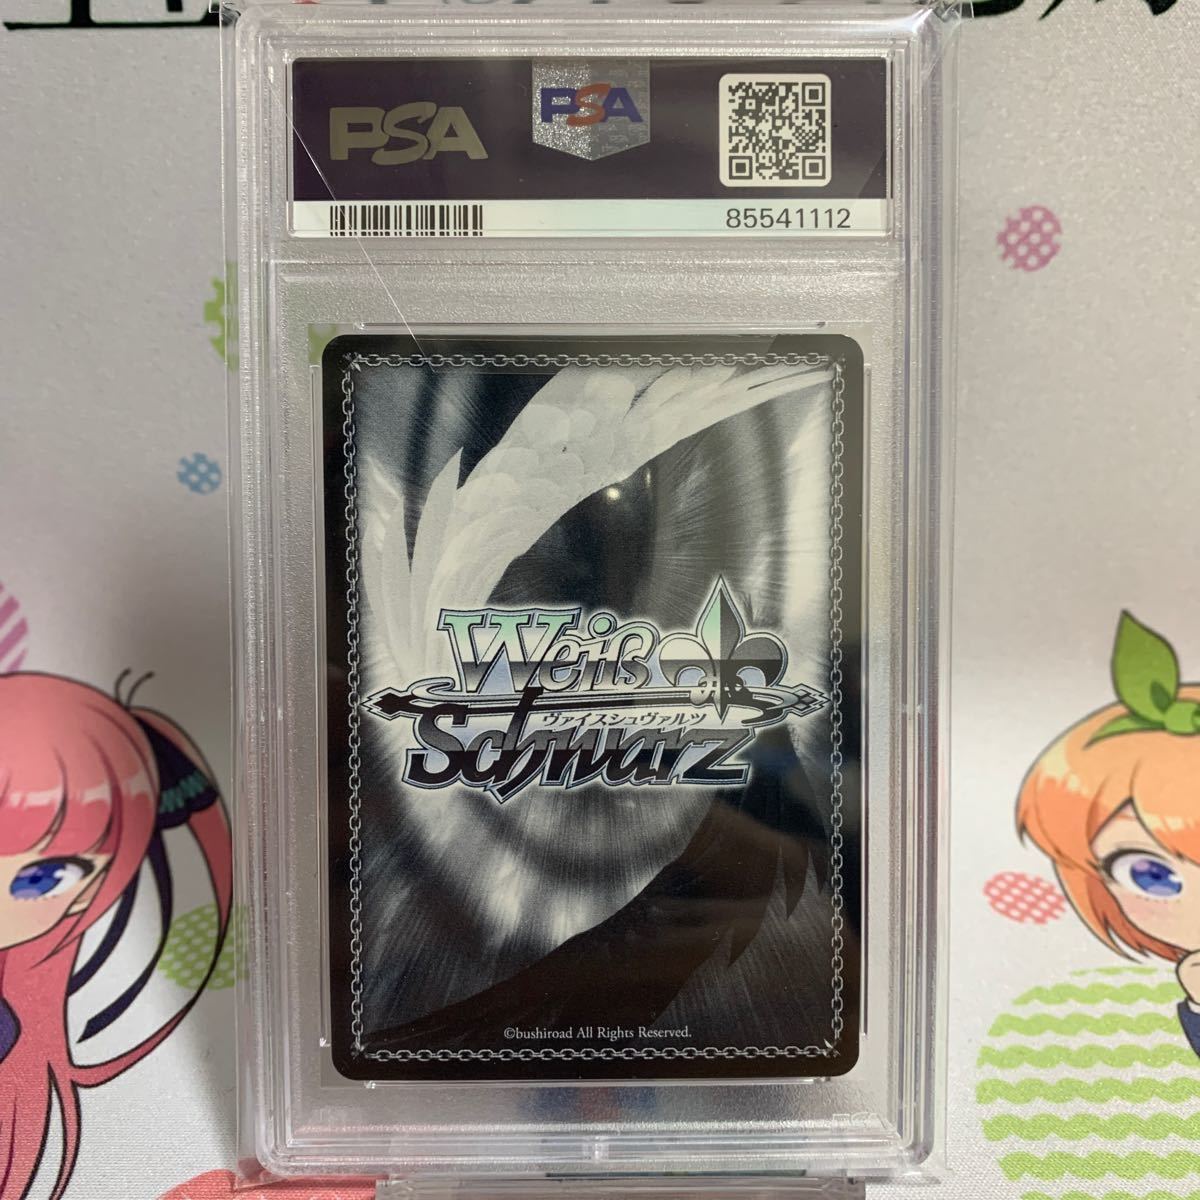 PSA
PSA
85541112
Weiß
ヴァイスシュヴァルツ
Schwarz
©bushiroad All Rights Reserved.
PSA